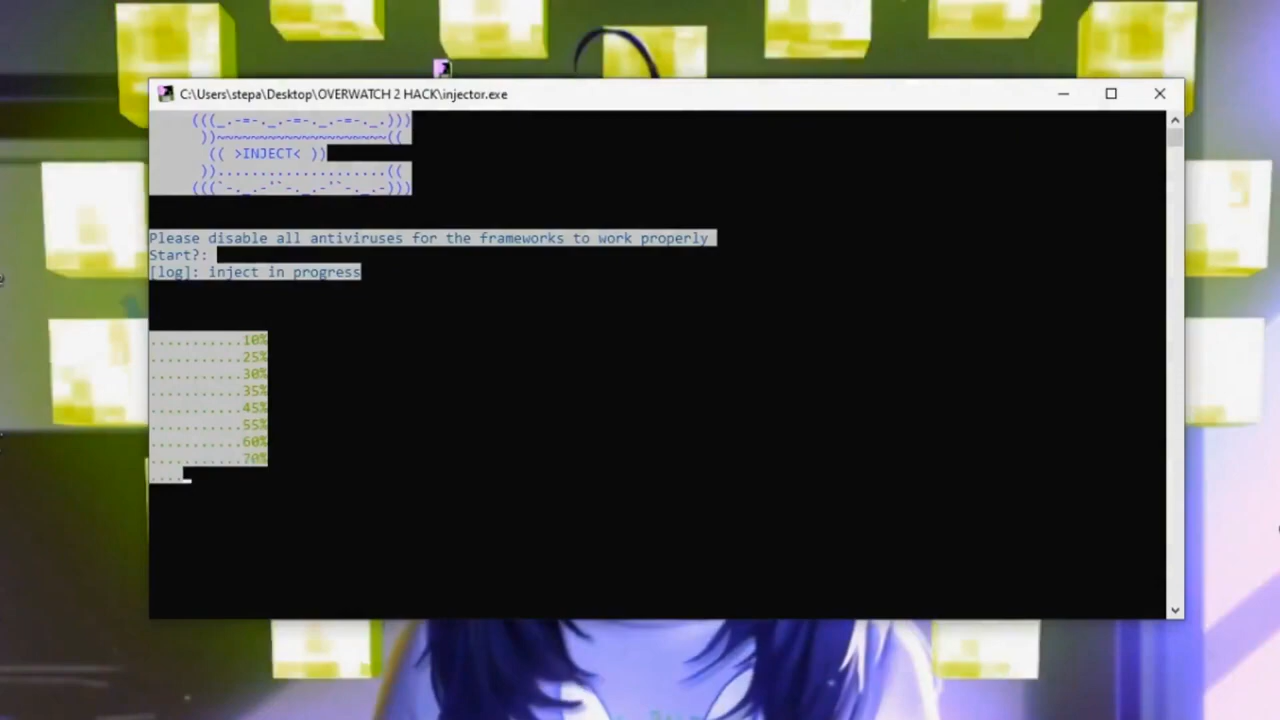 C:\Users\stepa\Desktop\OVERWATCH 2 HACK\injector.exe
(((_.-=-._.-=-._.-=-._.)))
))~~~~~~~~~~~~~~~~~~~~((
(( >INJECT< ))
))....................((
(((`-._.-'`-._.-'`-._.-)))
Please disable all antiviruses for the frameworks to work properly
Start?:
[log]: inject in progress
...........10%
...........25%
...........30%
...........35%
...........45%
...........55%
...........60%
...........70%
....